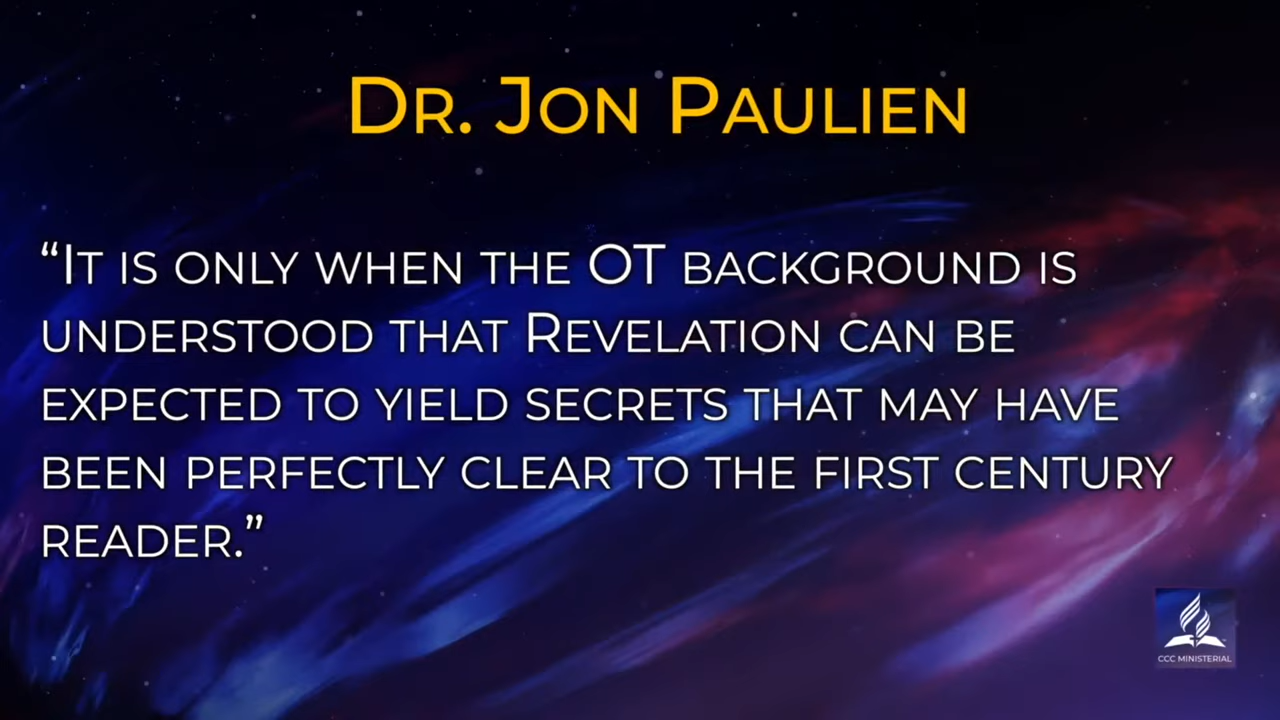 Dr. Jon Paulien
“It is only when the OT background is
understood that Revelation can be
expected to yield secrets that may have
been perfectly clear to the first century
reader.”
CCC MINISTERIAL